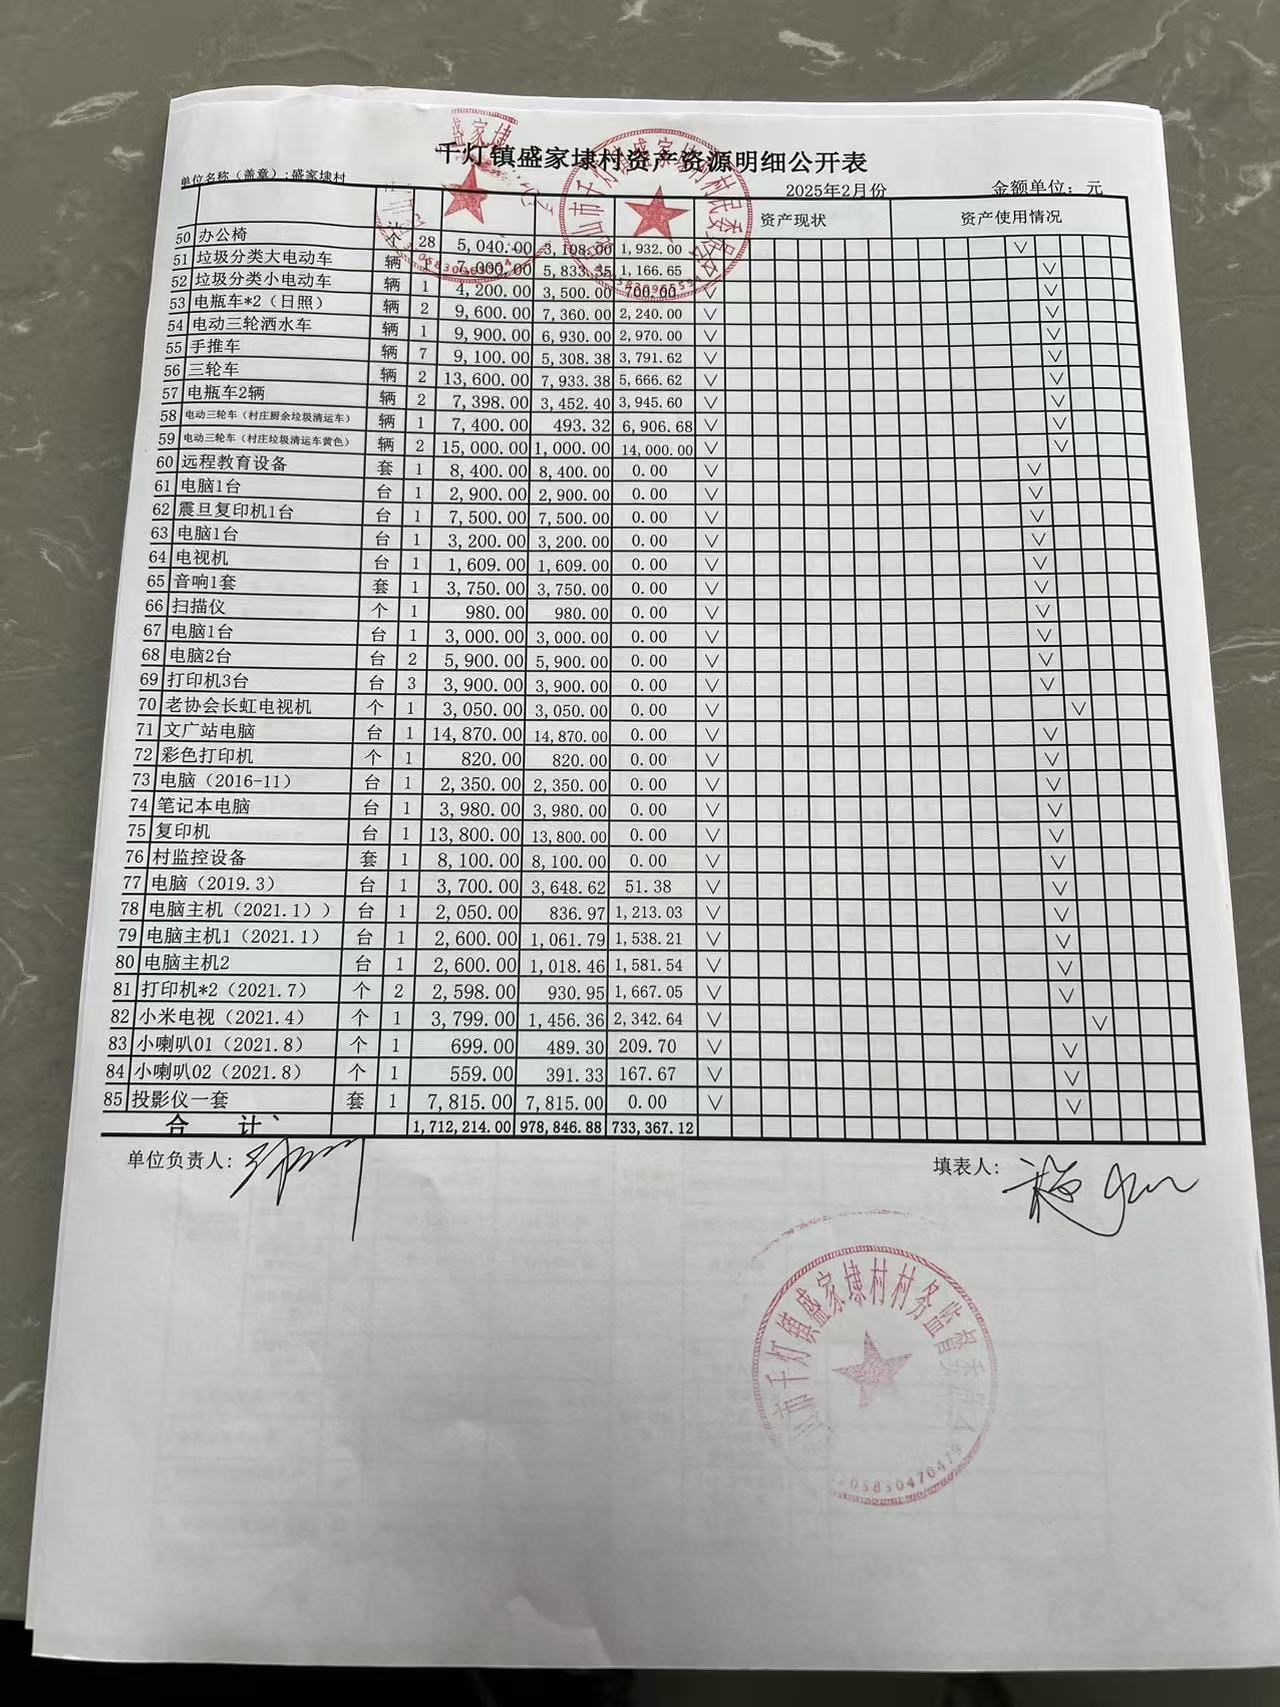 千灯镇盛家埭村资产资源明细公开表
单位名称（盖章）：盛家埭村 2025年2月份 金额单位：元
资产现状 资产使用情况
50 办公椅 28 5,040.00 3,108.00 1,932.00 ∨
51 垃圾分类大电动车 辆 7,000.00 5,833.35 1,166.65 ∨
52 垃圾分类小电动车 辆 1 4,200.00 3,500.00 700.00 ∨ ∨
53 电瓶车*2（日照） 辆 2 9,600.00 7,360.00 2,240.00 ∨ ∨
54 电动三轮洒水车 辆 1 9,900.00 6,930.00 2,970.00 ∨ ∨
55 手推车 辆 7 9,100.00 5,308.38 3,791.62 ∨ ∨
56 三轮车 辆 2 13,600.00 7,933.38 5,666.62 ∨ ∨
57 电瓶车2辆 辆 2 7,398.00 3,452.40 3,945.60 ∨ ∨
58 电动三轮车（村庄厨余垃圾清运车） 辆 1 7,400.00 493.32 6,906.68 ∨ ∨
59 电动三轮车（村庄垃圾清运车黄色） 辆 2 15,000.00 1,000.00 14,000.00 ∨ ∨
60 远程教育设备 套 1 8,400.00 8,400.00 0.00 ∨ ∨
61 电脑1台 台 1 2,900.00 2,900.00 0.00 ∨ ∨
62 震旦复印机1台 台 1 7,500.00 7,500.00 0.00 ∨ ∨
63 电脑1台 台 1 3,200.00 3,200.00 0.00 ∨ ∨
64 电视机 台 1 1,609.00 1,609.00 0.00 ∨ ∨
65 音响1套 套 1 3,750.00 3,750.00 0.00 ∨ ∨
66 扫描仪 个 1 980.00 980.00 0.00 ∨ ∨
67 电脑1台 台 1 3,000.00 3,000.00 0.00 ∨ ∨
68 电脑2台 台 2 5,900.00 5,900.00 0.00 ∨ ∨
69 打印机3台 台 3 3,900.00 3,900.00 0.00 ∨ ∨
70 老协会长虹电视机 个 1 3,050.00 3,050.00 0.00 ∨ ∨
71 文广站电脑 台 1 14,870.00 14,870.00 0.00 ∨ ∨
72 彩色打印机 个 1 820.00 820.00 0.00 ∨ ∨
73 电脑（2016-11） 台 1 2,350.00 2,350.00 0.00 ∨ ∨
74 笔记本电脑 台 1 3,980.00 3,980.00 0.00 ∨ ∨
75 复印机 台 1 13,800.00 13,800.00 0.00 ∨ ∨
76 村监控设备 套 1 8,100.00 8,100.00 0.00 ∨ ∨
77 电脑（2019.3） 台 1 3,700.00 3,648.62 51.38 ∨ ∨
78 电脑主机（2021.1）） 台 1 2,050.00 836.97 1,213.03 ∨ ∨
79 电脑主机1（2021.1） 台 1 2,600.00 1,061.79 1,538.21 ∨ ∨
80 电脑主机2 台 1 2,600.00 1,018.46 1,581.54 ∨ ∨
81 打印机*2（2021.7） 个 2 2,598.00 930.95 1,667.05 ∨ ∨
82 小米电视（2021.4） 个 1 3,799.00 1,456.36 2,342.64 ∨ ∨
83 小喇叭01（2021.8） 个 1 699.00 489.30 209.70 ∨ ∨
84 小喇叭02（2021.8） 个 1 559.00 391.33 167.67 ∨ ∨
85 投影仪一套 套 1 7,815.00 7,815.00 0.00 ∨ ∨
合 计 1,712,214.00 978,846.88 733,367.12
单位负责人： 填表人：
市千灯镇盛家埭村村务监督委员会